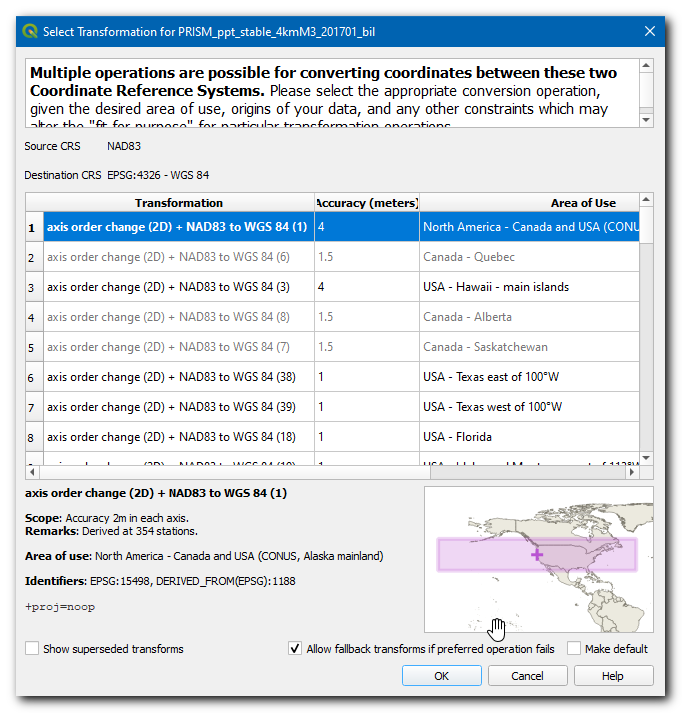 Select Transformation for PRISM_ppt_stable_4kmM3_201701_bil
Multiple operations are possible for converting coordinates between these two
Coordinate Reference Systems. Please select the appropriate conversion operation,
given the desired area of use, origins of your data, and any other constraints which may
alter the "fit for purpose" for particular transformation operations.
Source CRS NAD83
Destination CRS EPSG:4326 - WGS 84
Transformation Accuracy (meters) Area of Use
1 axis order change (2D) + NAD83 to WGS 84 (1) 4 North America - Canada and USA (CONU
2 axis order change (2D) + NAD83 to WGS 84 (6) 1.5 Canada - Quebec
3 axis order change (2D) + NAD83 to WGS 84 (3) 4 USA - Hawaii - main islands
4 axis order change (2D) + NAD83 to WGS 84 (8) 1.5 Canada - Alberta
5 axis order change (2D) + NAD83 to WGS 84 (7) 1.5 Canada - Saskatchewan
6 axis order change (2D) + NAD83 to WGS 84 (38) 1 USA - Texas east of 100°W
7 axis order change (2D) + NAD83 to WGS 84 (39) 1 USA - Texas west of 100°W
8 axis order change (2D) + NAD83 to WGS 84 (18) 1 USA - Florida
axis order change (2D) + NAD83 to WGS 84
axis order change (2D) + NAD83 to WGS 84 (1)
Scope: Accuracy 2m in each axis.
Remarks: Derived at 354 stations.
Area of use: North America - Canada and USA (CONUS, Alaska mainland)
Identifiers: EPSG:15498, DERIVED_FROM(EPSG):1188
+proj=noop
Show superseded transforms Allow fallback transforms if preferred operation fails Make default
OK Cancel Help